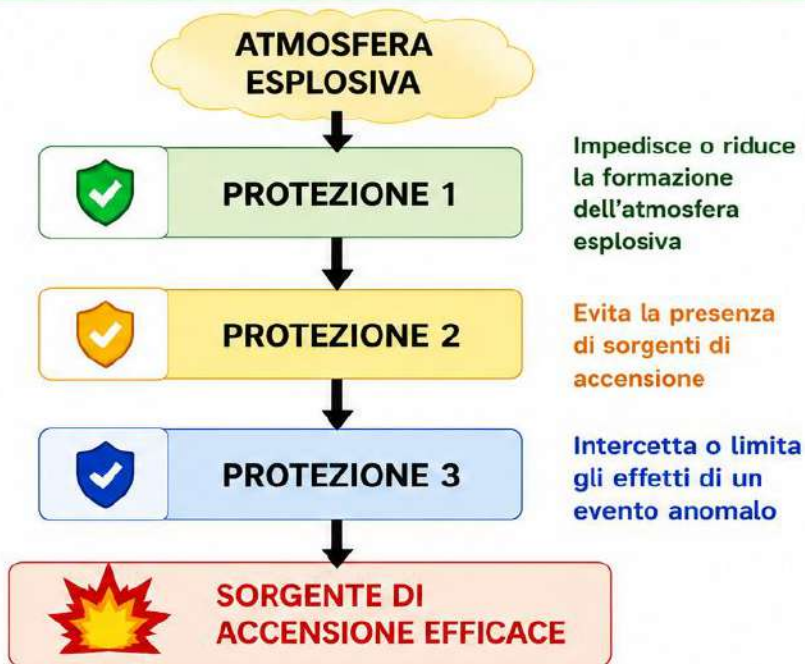 ATMOSFERA
ESPLOSIVA
PROTEZIONE 1
Impedisce o riduce
la formazione
dell'atmosfera
esplosiva
PROTEZIONE 2
Evita la presenza
di sorgenti di
accensione
PROTEZIONE 3
Intercetta o limita
gli effetti di un
evento anomalo
SORGENTE DI
ACCENSIONE EFFICACE